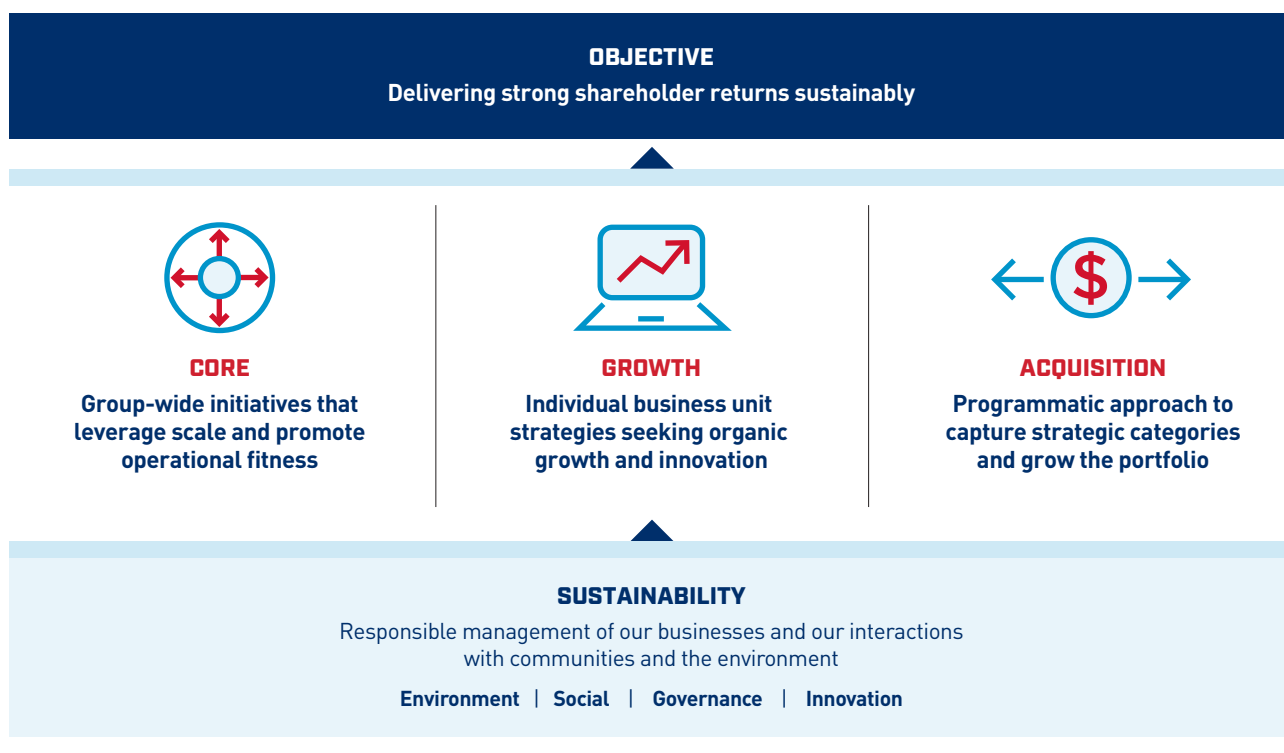 OBJECTIVE
Delivering strong shareholder returns sustainably
CORE
Group-wide initiatives that
leverage scale and promote
operational fitness
GROWTH
Individual business unit
strategies seeking organic
growth and innovation
$
ACQUISITION
Programmatic approach to
capture strategic categories
and grow the portfolio
SUSTAINABILITY
Responsible management of our businesses and our interactions
with communities and the environment
Environment | Social | Governance | Innovation